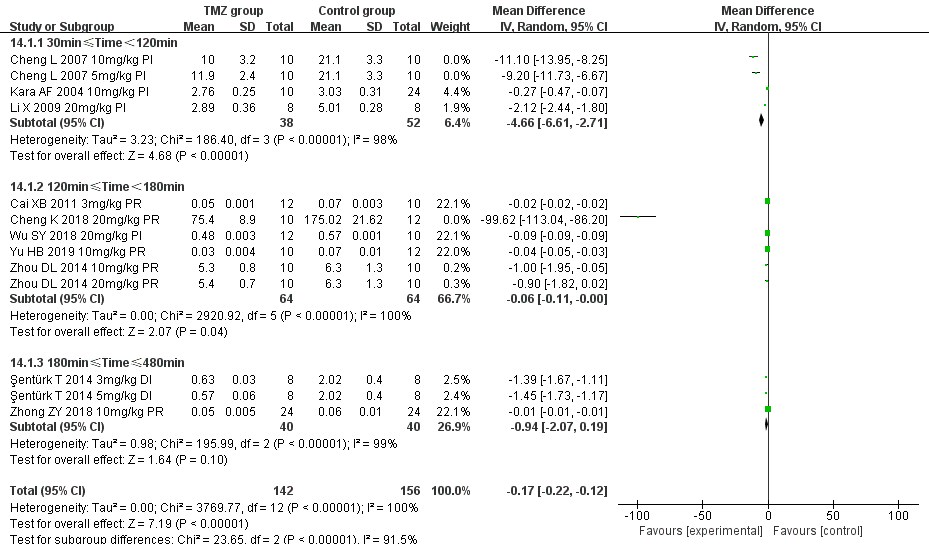 TMZ group Control group Mean Difference Mean Difference
Study or Subgroup Mean SD Total Mean SD Total Weight IV, Random, 95% CI IV, Random, 95% CI
14.1.1 30min≤Time<120min
Cheng L 2007 10mg/kg PI 10 3.2 10 21.1 3.3 10 0.0% -11.10 [-13.95, -8.25]
Cheng L 2007 5mg/kg PI 11.9 2.4 10 21.1 3.3 10 0.0% -9.20 [-11.73, -6.67]
Kara AF 2004 10mg/kg PI 2.76 0.25 10 3.03 0.31 24 4.4% -0.27 [-0.47, -0.07]
Li X 2009 20mg/kg PI 2.89 0.36 8 5.01 0.28 8 1.9% -2.12 [-2.44, -1.80]
Subtotal (95% CI) 38 52 6.4% -4.66 [-6.61, -2.71]
Heterogeneity: Tau² = 3.23; Chi² = 186.40, df = 3 (P < 0.00001); I² = 98%
Test for overall effect: Z = 4.68 (P < 0.00001)
14.1.2 120min≤Time<180min
Cai XB 2011 3mg/kg PR 0.05 0.001 12 0.07 0.003 10 22.1% -0.02 [-0.02, -0.02]
Cheng K 2018 20mg/kg PR 75.4 8.9 10 175.02 21.62 12 0.0% -99.62 [-113.04, -86.20]
Wu SY 2018 20mg/kg PI 0.48 0.003 12 0.57 0.001 10 22.1% -0.09 [-0.09, -0.09]
Yu HB 2019 10mg/kg PR 0.03 0.004 10 0.07 0.01 12 22.0% -0.04 [-0.05, -0.03]
Zhou DL 2014 10mg/kg PR 5.3 0.8 10 6.3 1.3 10 0.2% -1.00 [-1.95, -0.05]
Zhou DL 2014 20mg/kg PR 5.4 0.7 10 6.3 1.3 10 0.2% -0.90 [-1.82, 0.02]
Subtotal (95% CI) 64 64 66.7% -0.06 [-0.11, -0.00]
Heterogeneity: Tau² = 0.00; Chi² = 2920.92, df = 5 (P < 0.00001); I² = 100%
Test for overall effect: Z = 2.07 (P = 0.04)
14.1.3 180min≤Time<480min
Şentürk T 2014 3mg/kg DI 0.63 0.03 8 2.02 0.4 8 2.5% -1.39 [-1.67, -1.11]
Şentürk T 2014 5mg/kg DI 0.57 0.06 8 2.02 0.4 8 2.4% -1.45 [-1.73, -1.17]
Zhong ZY 2018 10mg/kg PR 0.05 0.005 24 0.06 0.01 24 22.1% -0.01 [-0.01, -0.01]
Subtotal (95% CI) 40 40 26.9% -0.94 [-2.07, 0.19]
Heterogeneity: Tau² = 0.98; Chi² = 195.99, df = 2 (P < 0.00001); I² = 99%
Test for overall effect: Z = 1.64 (P = 0.10)
Total (95% CI) 142 156 100.0% -0.17 [-0.22, -0.12]
Heterogeneity: Tau² = 0.00; Chi² = 3769.77, df = 12 (P < 0.00001); I² = 100%
Test for overall effect: Z = 7.19 (P < 0.00001)
Test for subgroup differences: Chi² = 23.65, df = 2 (P < 0.00001), I² = 91.5%
-100 -50 0 50 100
Favours [experimental] Favours [control]